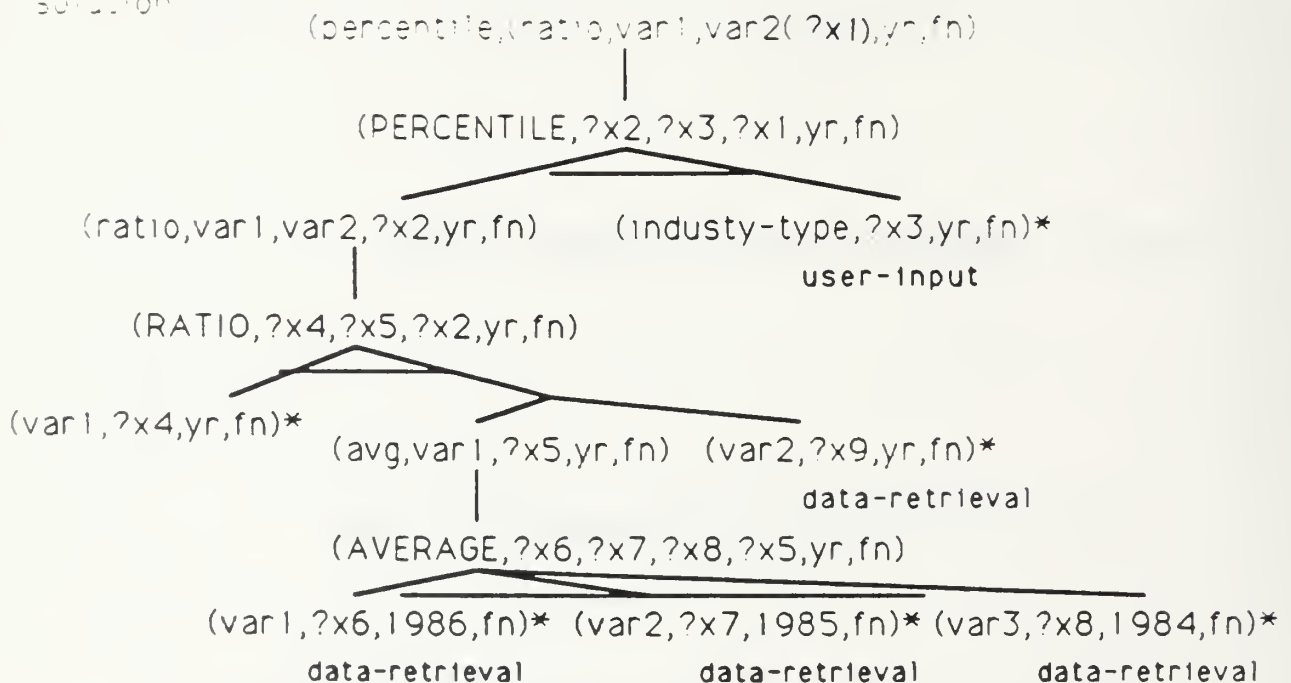 solution
(percentile,(ratio,var1,var2(?x1),yr,fn)
(PERCENTILE,?x2,?x3,?x1,yr,fn)
(ratio,var1,var2,?x2,yr,fn) (industy-type,?x3,yr,fn)*
user-input
(RATIO,?x4,?x5,?x2,yr,fn)
(var1,?x4,yr,fn)*
(avg,var1,?x5,yr,fn) (var2,?x9,yr,fn)*
data-retrieval
(AVERAGE,?x6,?x7,?x8,?x5,yr,fn)
(var1,?x6,1986,fn)* (var2,?x7,1985,fn)* (var3,?x8,1984,fn)*
data-retrieval data-retrieval data-retrieval